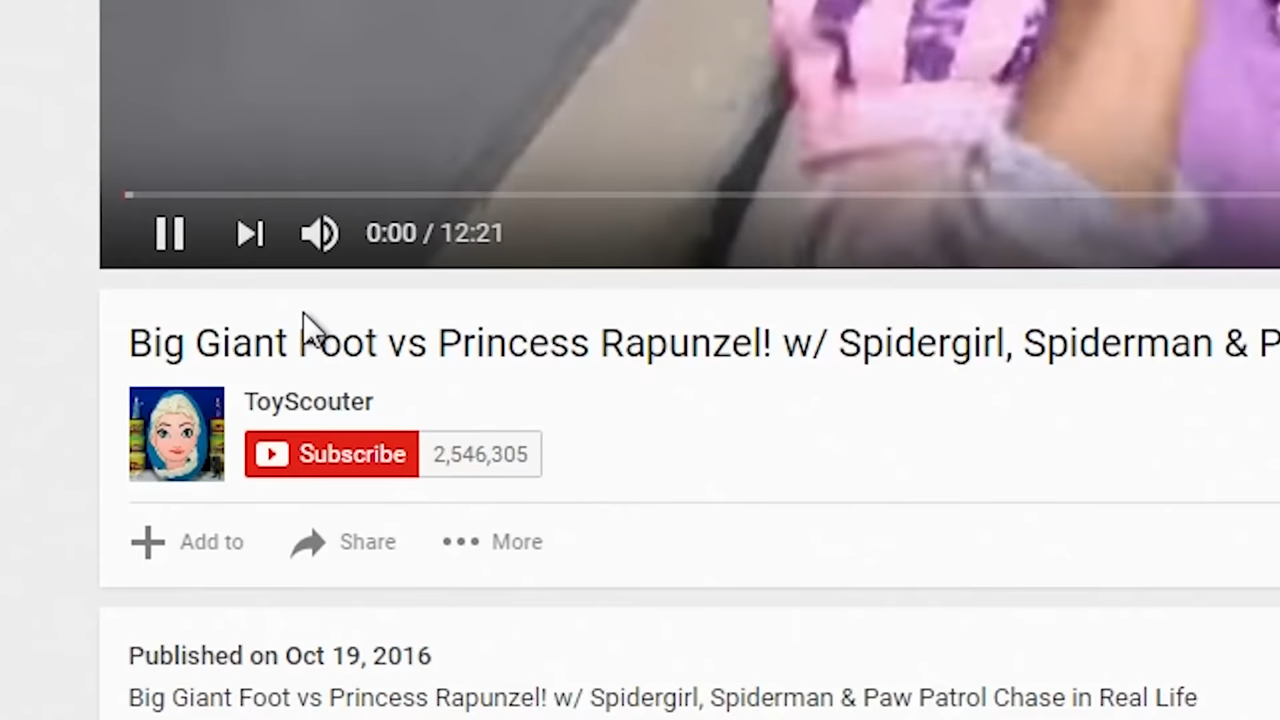 0:00 / 12:21
Big Giant Foot vs Princess Rapunzel! w/ Spidergirl, Spiderman & P
ToyScouter
Subscribe 2,546,305
Add to Share More
Published on Oct 19, 2016
Big Giant Foot vs Princess Rapunzel! w/ Spidergirl, Spiderman & Paw Patrol Chase in Real Life